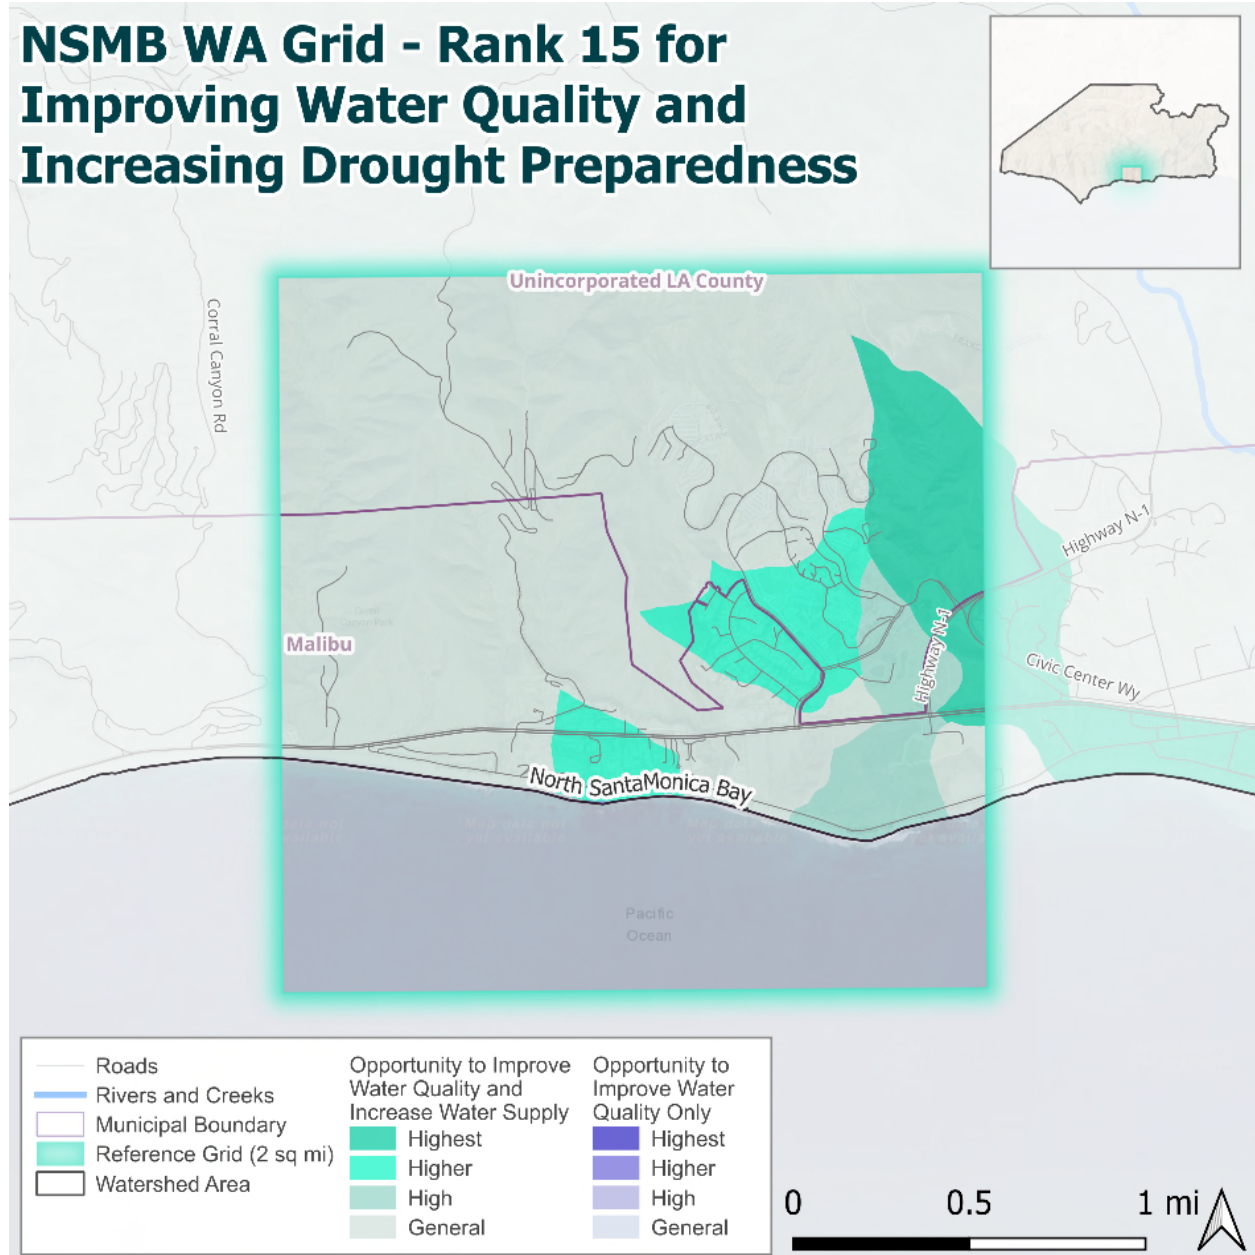 NSMB WA Grid - Rank 15 for
Improving Water Quality and
Increasing Drought Preparedness
Unincorporated LA County
Corral Canyon Rd
Highway N-1
Malibu
Highway N-1
Civic Center Wy
North SantaMonica Bay
Pacific
Ocean
Roads
Rivers and Creeks
Municipal Boundary
Reference Grid (2 sq mi)
Watershed Area
Opportunity to Improve
Water Quality and
Increase Water Supply
Highest
Higher
High
General
Opportunity to
Improve Water
Quality Only
Highest
Higher
High
General
0 0.5 1 mi